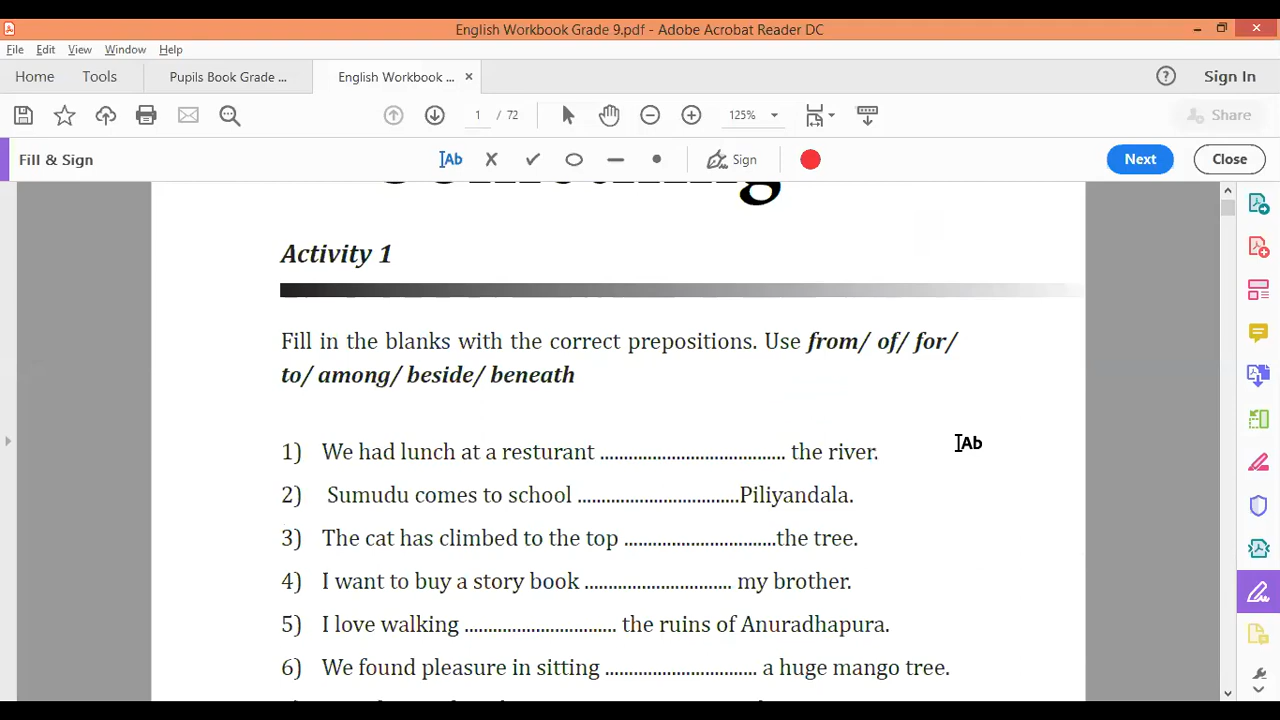 English Workbook Grade 9.pdf - Adobe Acrobat Reader DC
File Edit View Window Help
Home Tools Pupils Book Grade ... English Workbook ... × Sign In
1 / 72 125% Share
Fill & Sign Ab Sign Next Close
Activity 1
Fill in the blanks with the correct prepositions. Use from/ of/ for/
to/ among/ beside/ beneath
1) We had lunch at a resturant ....................................... the river.
Ab
2) Sumudu comes to school ..................................Piliyandala.
3) The cat has climbed to the top ................................the tree.
4) I want to buy a story book ............................... my brother.
5) I love walking ................................ the ruins of Anuradhapura.
6) We found pleasure in sitting ................................ a huge mango tree.